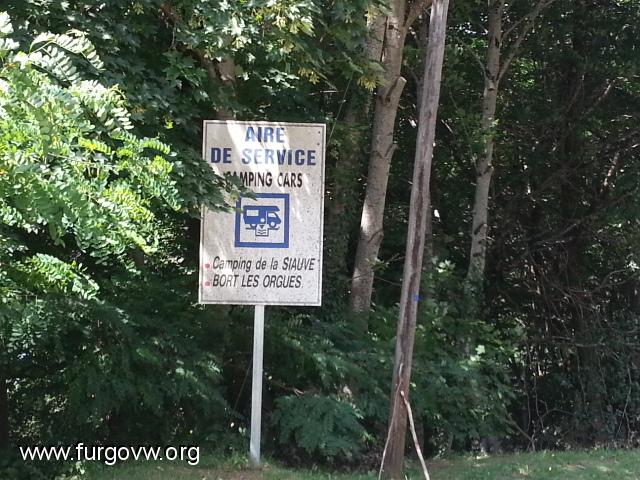 AIRE
DE SERVICE
CAMPING CARS
Camping de la SIAUVE
BORT LES ORGUES
www.furgovw.org